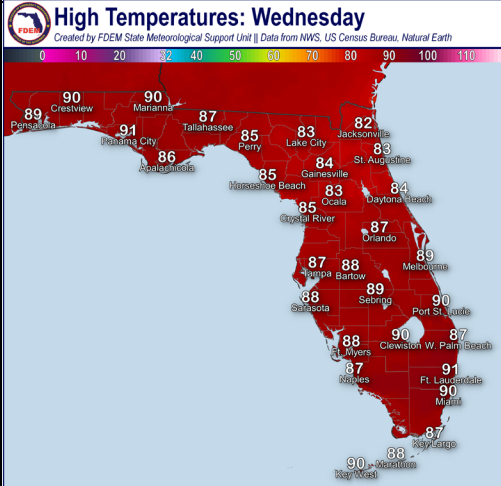 FDEM
High Temperatures: Wednesday
Created by FDEM State Meteorological Support Unit || Data from NWS, US Census Bureau, Natural Earth
0 10 20 32 40 50 60 70 80 90 100 110
90
Crestview
90
Marianna
89
Pensacola
87
Tallahassee
91
Panama City
82
Jacksonville
85
Perry
83
Lake City
83
St. Augustine
86
Apalachicola
84
Gainesville
85
Horseshoe Beach
83
Ocala
84
Daytona Beach
85
Crystal River
87
Orlando
89
Melbourne
87
Tampa
88
Bartow
89
Sebring
88
Sarasota
90
Port St. Lucie
88
Ft. Myers
90
Clewiston
87
W. Palm Beach
87
Naples
91
Ft. Lauderdale
90
Miami
87
Key Largo
88
Marathon
90
Key West